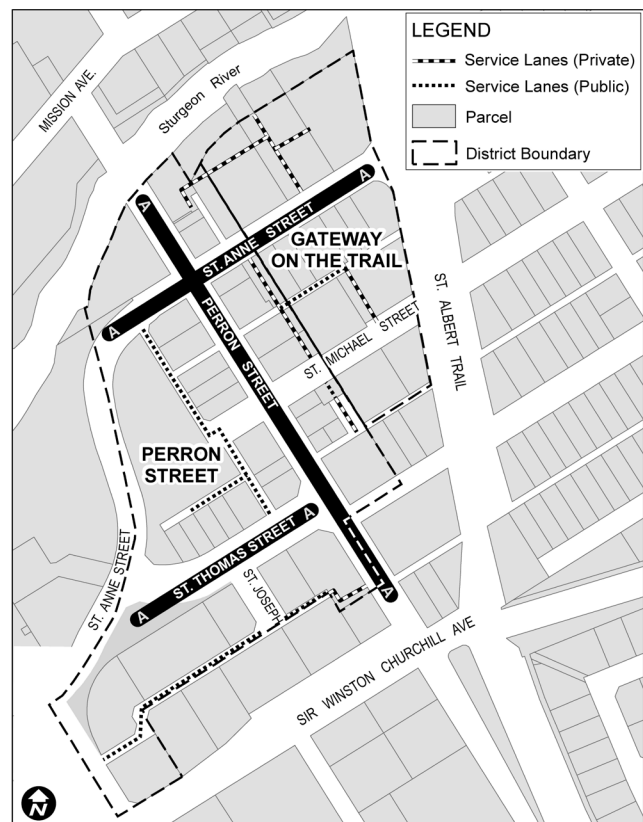 LEGEND
Service Lanes (Private)
Service Lanes (Public)
Parcel
District Boundary
MISSION AVE.
Sturgeon River
A
A
ST. ANNE STREET
A
GATEWAY
ON THE TRAIL
PERRON STREET
ST. ALBERT TRAIL
ST. MICHAEL STREET
PERRON
STREET
A
ST. THOMAS STREET
A
A
ST. ANNE STREET
ST. JOSEPH
SIR WINSTON CHURCHILL AVE
N